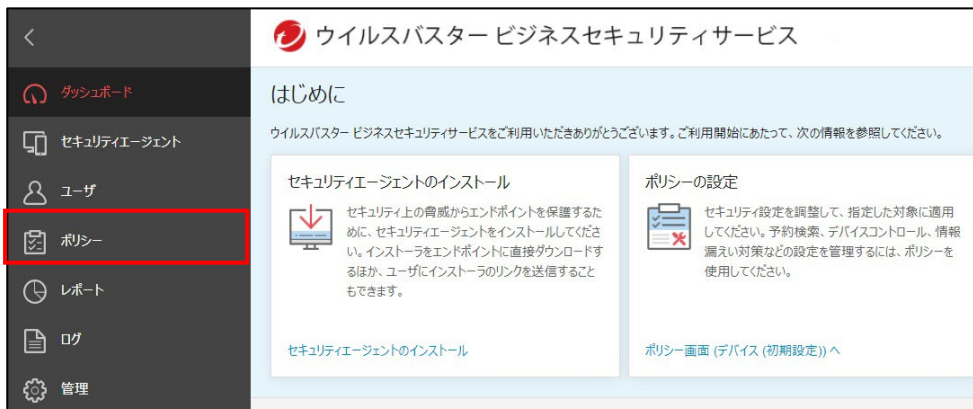 ウイルスバスター ビジネスセキュリティサービス
ダッシュボード
セキュリティエージェント
ユーザ
ポリシー
レポート
ログ
管理
はじめに
ウイルスバスター ビジネスセキュリティサービスをご利用いただきありがとうございます。ご利用開始にあたって、次の情報を参照してください。
セキュリティエージェントのインストール
セキュリティ上の脅威からエンドポイントを保護するた
めに、セキュリティエージェントをインストールしてくださ
い。インストーラをエンドポイントに直接ダウンロードす
るほか、ユーザにインストーラのリンクを送信すること
もできます。
セキュリティエージェントのインストール
ポリシーの設定
セキュリティ設定を調整して、指定した対象に適用
してください。予約検索、デバイスコントロール、情報
漏えい対策などの設定を管理するには、ポリシーを
使用してください。
ポリシー画面 (デバイス (初期設定)) へ